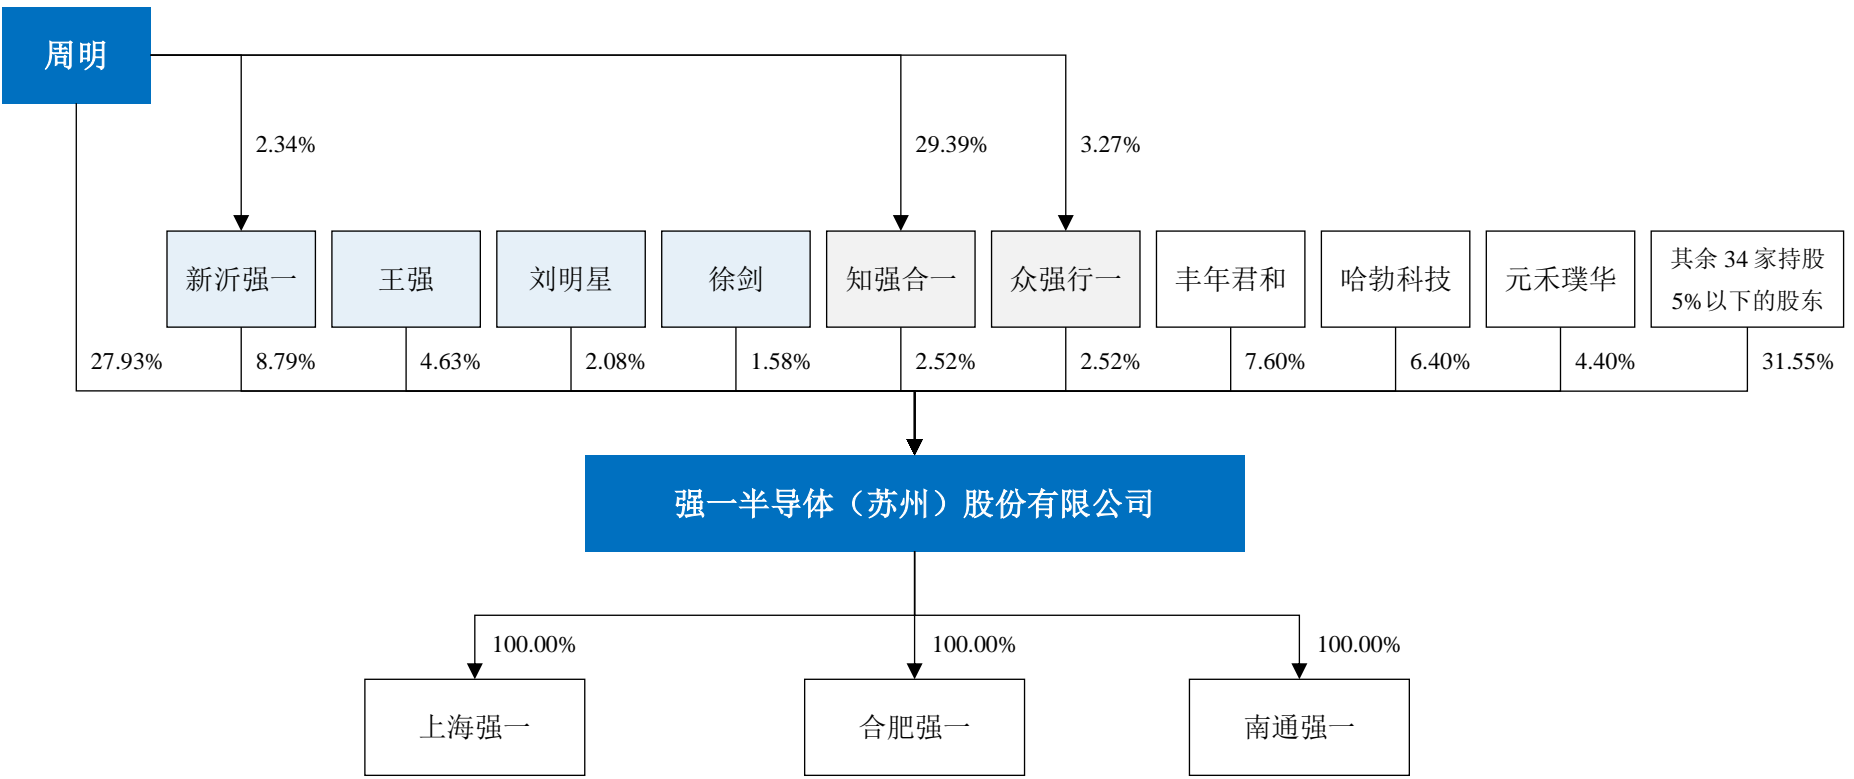 周明
2.34%
29.39%
3.27%
新沂强一
王强
刘明星
徐剑
知强合一
众强行一
丰年君和
哈勃科技
元禾璞华
其余 34 家持股
5%以下的股东
27.93%
8.79%
4.63%
2.08%
1.58%
2.52%
2.52%
7.60%
6.40%
4.40%
31.55%
强一半导体（苏州）股份有限公司
100.00%
100.00%
100.00%
上海强一
合肥强一
南通强一